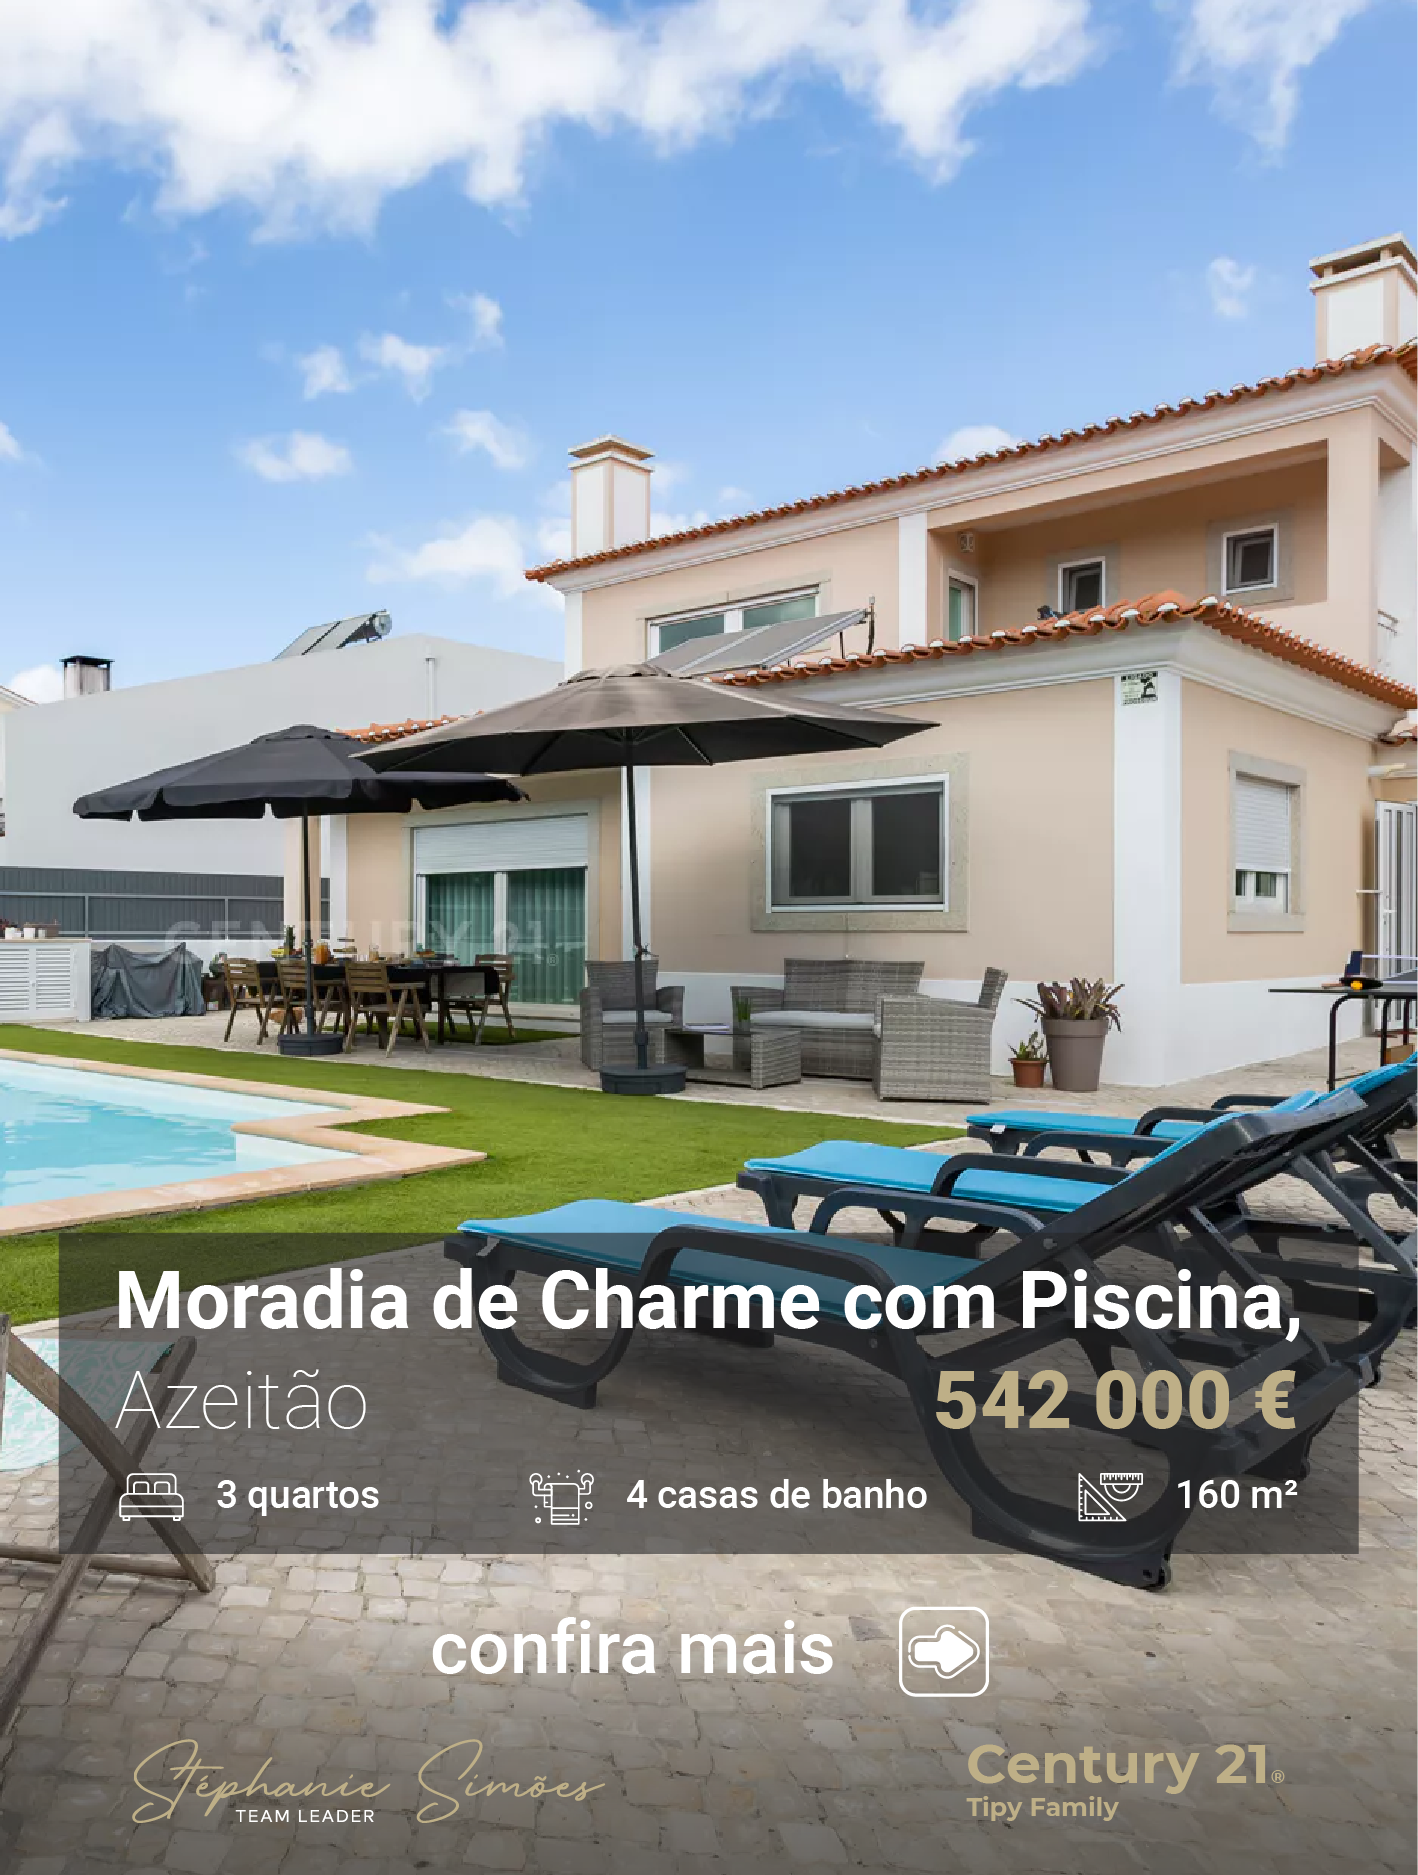 CENTURY 21®
Moradia de Charme com Piscina,
Azeitão
542 000 €
3 quartos
4 casas de banho
160 m²
confira mais
Stéphanie Simões
TEAM LEADER
Century 21®
Tipy Family